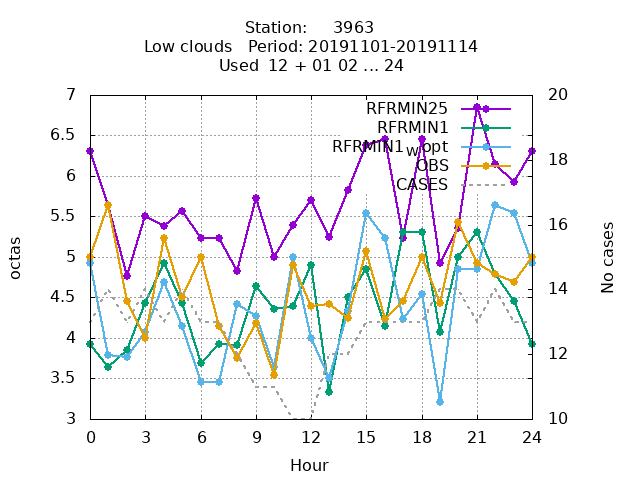 Station: 3963
Low clouds Period: 20191101-20191114
Used 12 + 01 02 ... 24
7
6.5
6
5.5
5
4.5
4
3.5
3
20
18
16
14
12
10
octas
No cases
RFRMIN25
RFRMIN1
RFRMIN1wopt
OBS
CASES
0 3 6 9 12 15 18 21 24
Hour